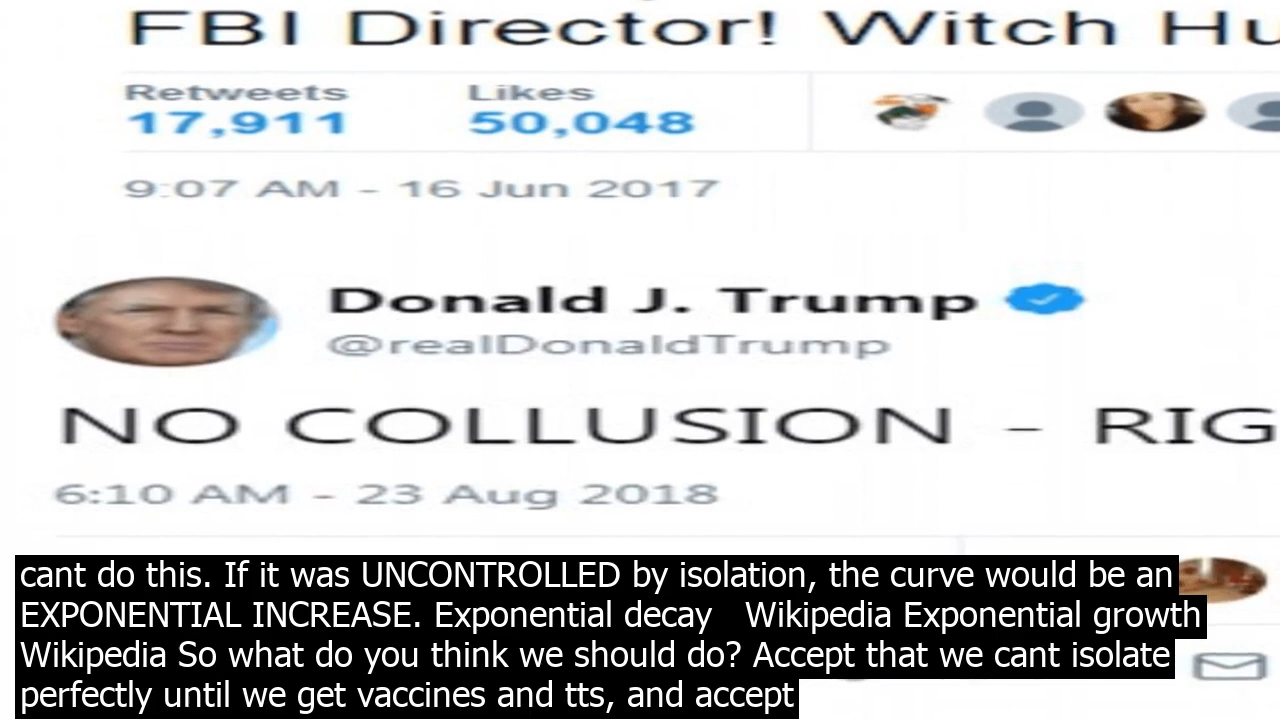 FBI Director! Witch Hu
Retweets Likes
17,911 50,048
9:07 AM - 16 Jun 2017
Donald J. Trump
@realDonaldTrump
NO COLLUSION - RIG
6:10 AM - 23 Aug 2018
cant do this. If it was UNCONTROLLED by isolation, the curve would be an
EXPONENTIAL INCREASE. Exponential decay   Wikipedia Exponential growth
Wikipedia So what do you think we should do? Accept that we cant isolate
perfectly until we get vaccines and tts, and accept